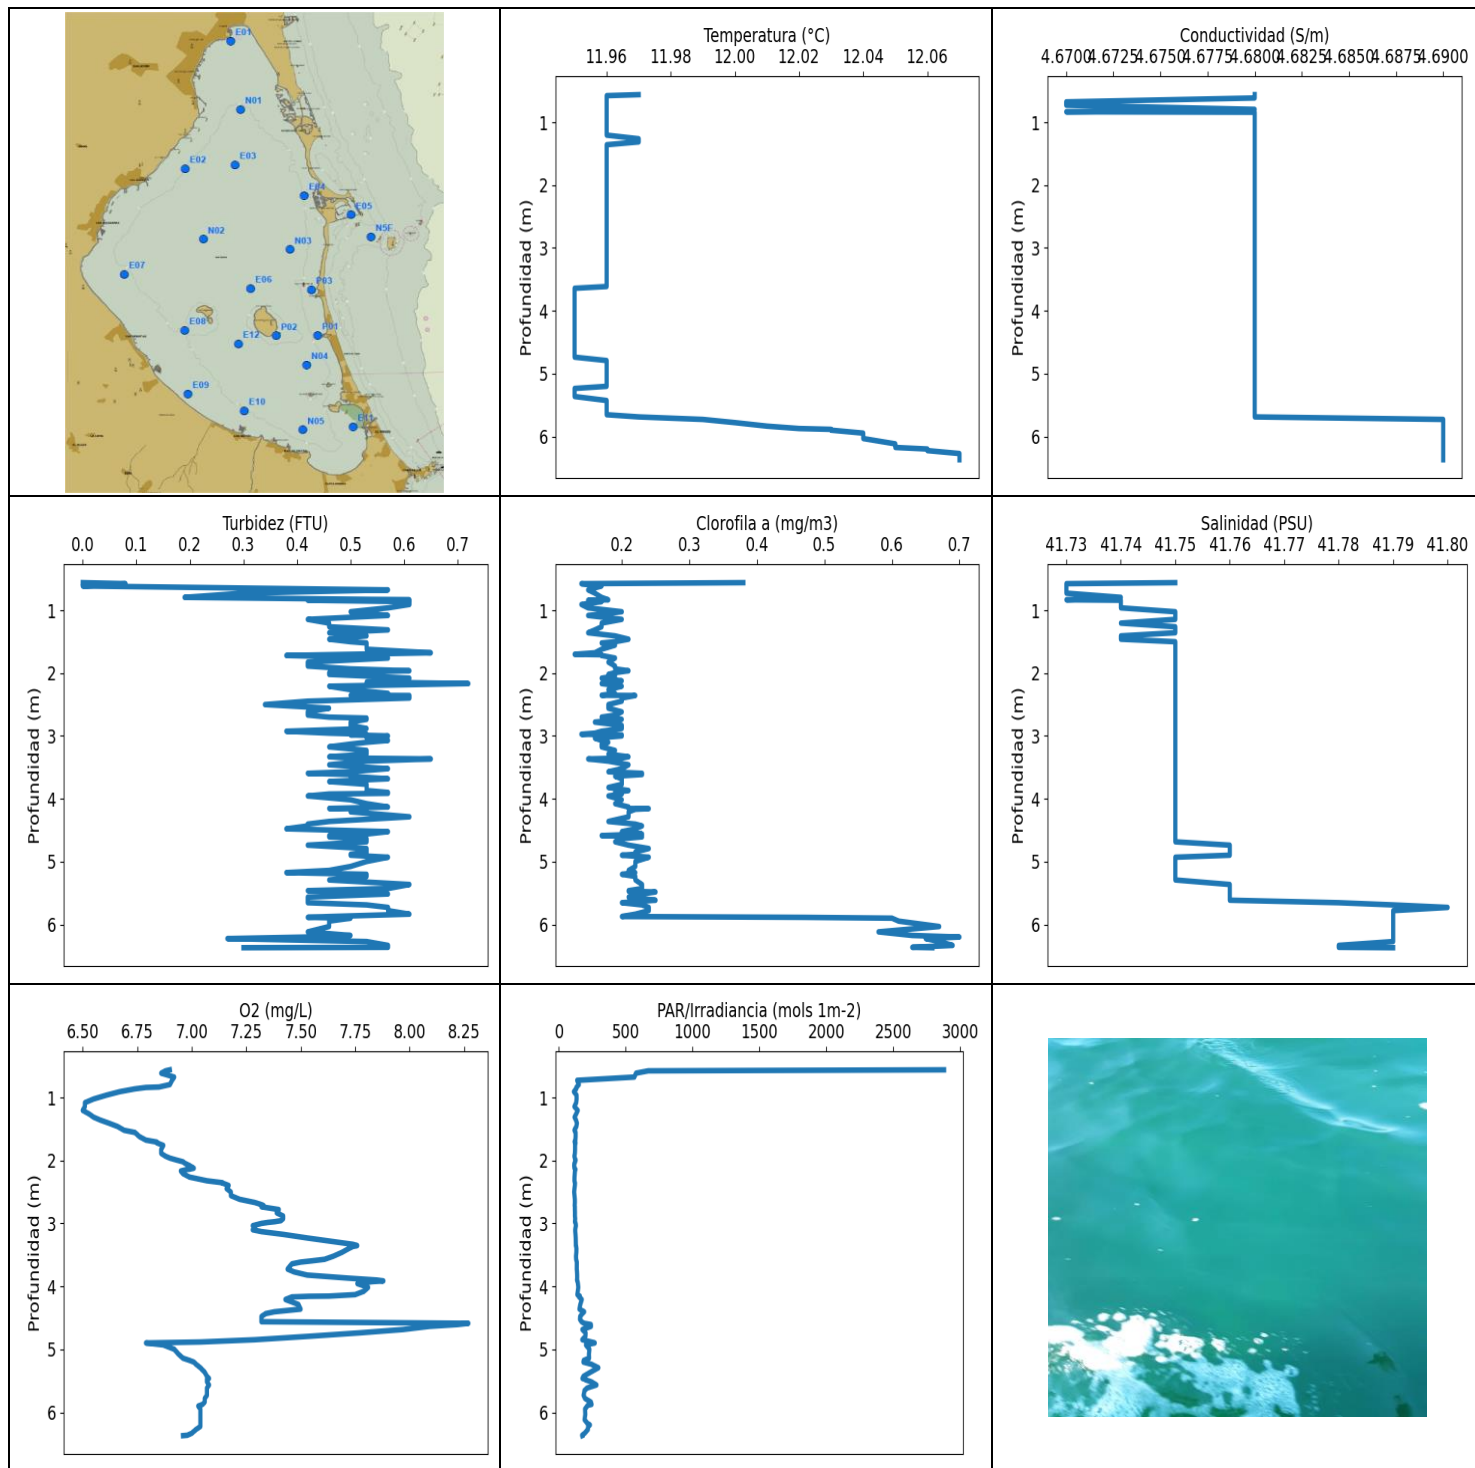 E01
N01
E02
E03
E04
E05
N5F
N02
N03
E07
E06
P03
E08
P02
P01
E12
N04
E09
E10
N05
E11
Temperatura (°C)
11.96 11.98 12.00 12.02 12.04 12.06
Profundidad (m)
1
2
3
4
5
6
Conductividad (S/m)
4.6700 4.6725 4.6750 4.6775 4.6800 4.6825 4.6850 4.6875 4.6900
Profundidad (m)
1
2
3
4
5
6
Turbidez (FTU)
0.0 0.1 0.2 0.3 0.4 0.5 0.6 0.7
Profundidad (m)
1
2
3
4
5
6
Clorofila a (mg/m3)
0.2 0.3 0.4 0.5 0.6 0.7
Profundidad (m)
1
2
3
4
5
6
Salinidad (PSU)
41.73 41.74 41.75 41.76 41.77 41.78 41.79 41.80
Profundidad (m)
1
2
3
4
5
6
O2 (mg/L)
6.50 6.75 7.00 7.25 7.50 7.75 8.00 8.25
Profundidad (m)
1
2
3
4
5
6
PAR/Irradiancia (mols 1m-2)
0 500 1000 1500 2000 2500 3000
Profundidad (m)
1
2
3
4
5
6